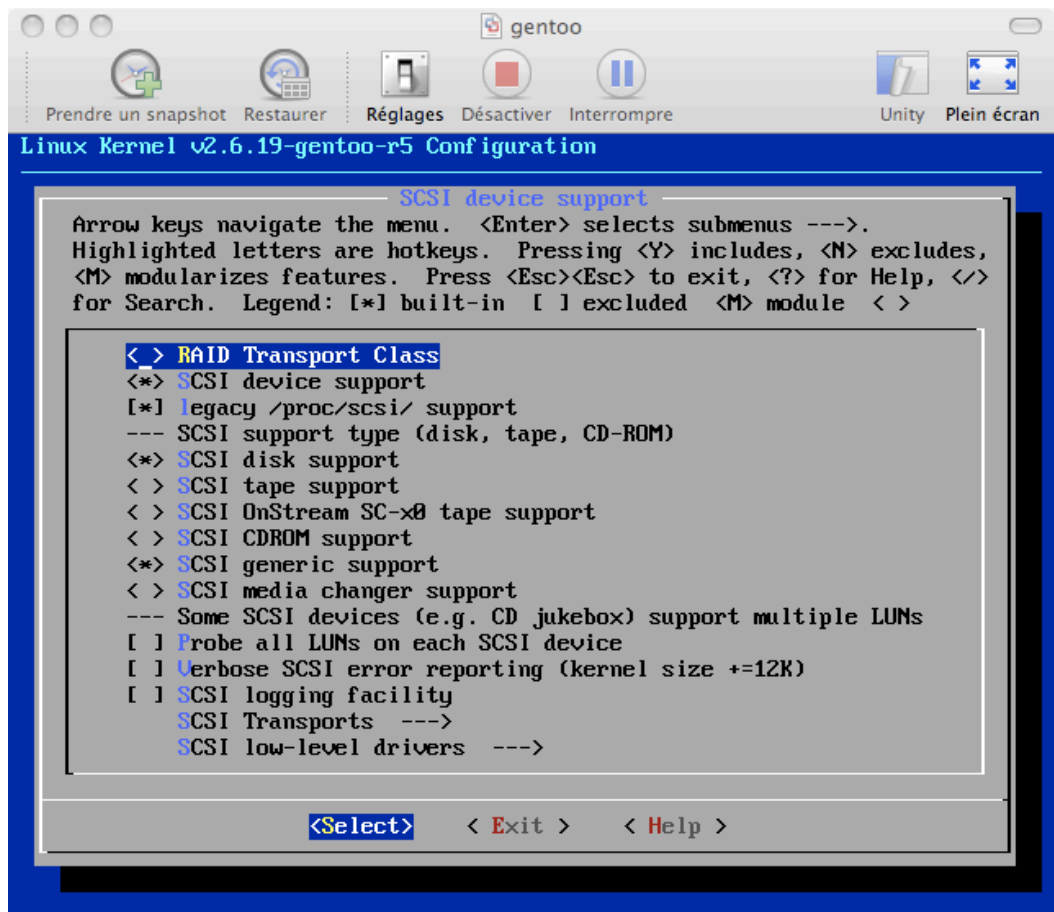 gentoo
Prendre un snapshot Restaurer Réglages Désactiver Interrompre Unity Plein écran
Linux Kernel v2.6.19-gentoo-r5 Configuration
SCSI device support
Arrow keys navigate the menu. <Enter> selects submenus --->.
Highlighted letters are hotkeys. Pressing <Y> includes, <N> excludes,
<M> modularizes features. Press <Esc><Esc> to exit, <?> for Help, </>
for Search. Legend: [*] built-in [ ] excluded <M> module < >
< > RAID Transport Class
<*> SCSI device support
[*] legacy /proc/scsi/ support
--- SCSI support type (disk, tape, CD-ROM)
<*> SCSI disk support
< > SCSI tape support
< > SCSI OnStream SC-x0 tape support
< > SCSI CDROM support
<*> SCSI generic support
< > SCSI media changer support
--- Some SCSI devices (e.g. CD jukebox) support multiple LUNs
[ ] Probe all LUNs on each SCSI device
[ ] Verbose SCSI error reporting (kernel size +=12K)
[ ] SCSI logging facility
SCSI Transports --->
SCSI low-level drivers --->
<Select> < Exit > < Help >